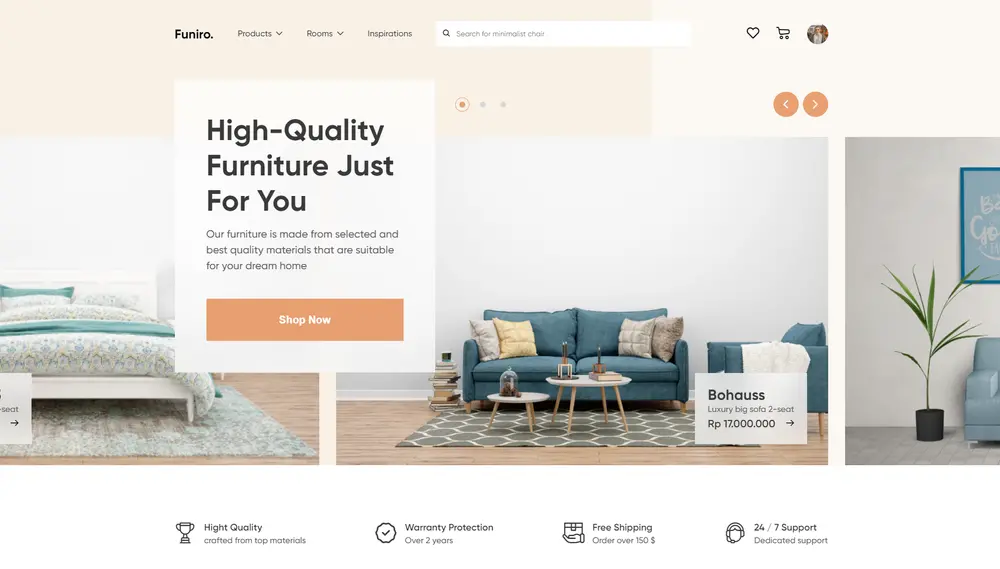 Funiro.
Products
Rooms
Inspirations
Search for minimalist chair
High-Quality
Furniture Just
For You
Our furniture is made from selected and
best quality materials that are suitable
for your dream home
Shop Now
-seat
Bohauss
Luxury big sofa 2-seat
Rp 17.000.000
Hight Quality
crafted from top materials
Warranty Protection
Over 2 years
Free Shipping
Order over 150 $
24 / 7 Support
Dedicated support